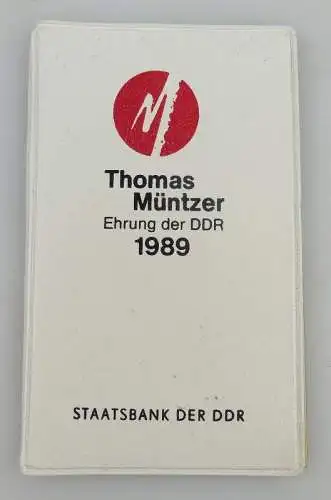 Thomas
Müntzer
Ehrung der DDR
1989
STAATSBANK DER DDR